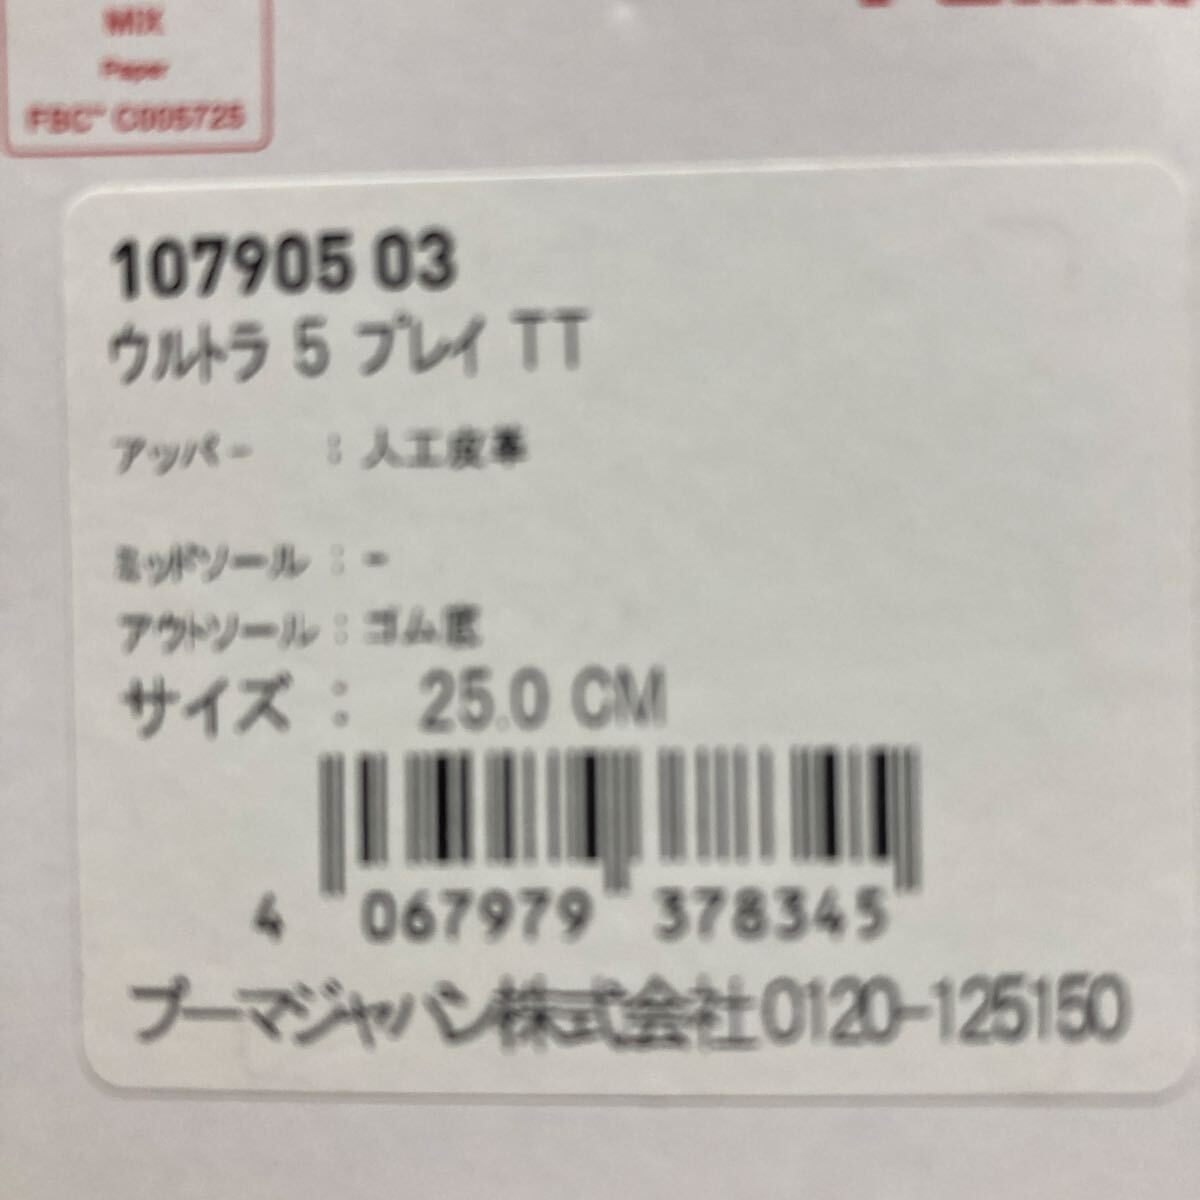 MIX
Paper
FSC™ C005725
107905 03
ウルトラ 5 プレイ TT
アッパー : 人工皮革
ミッドソール : -
アウトソール : ゴム底
サイズ : 25.0 CM
4 067979 378345
プーマジャパン株式会社0120-125150